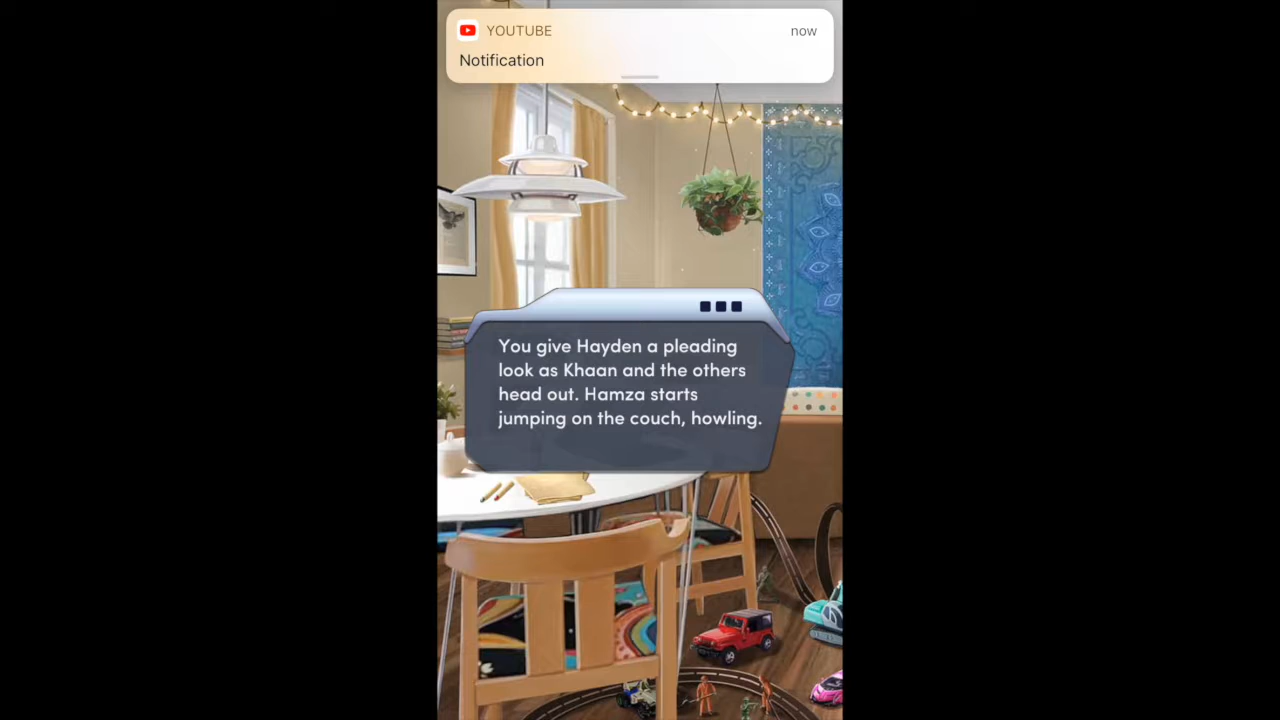 YOUTUBE
now
Notification
You give Hayden a pleading
look as Khaan and the others
head out. Hamza starts
jumping on the couch, howling.